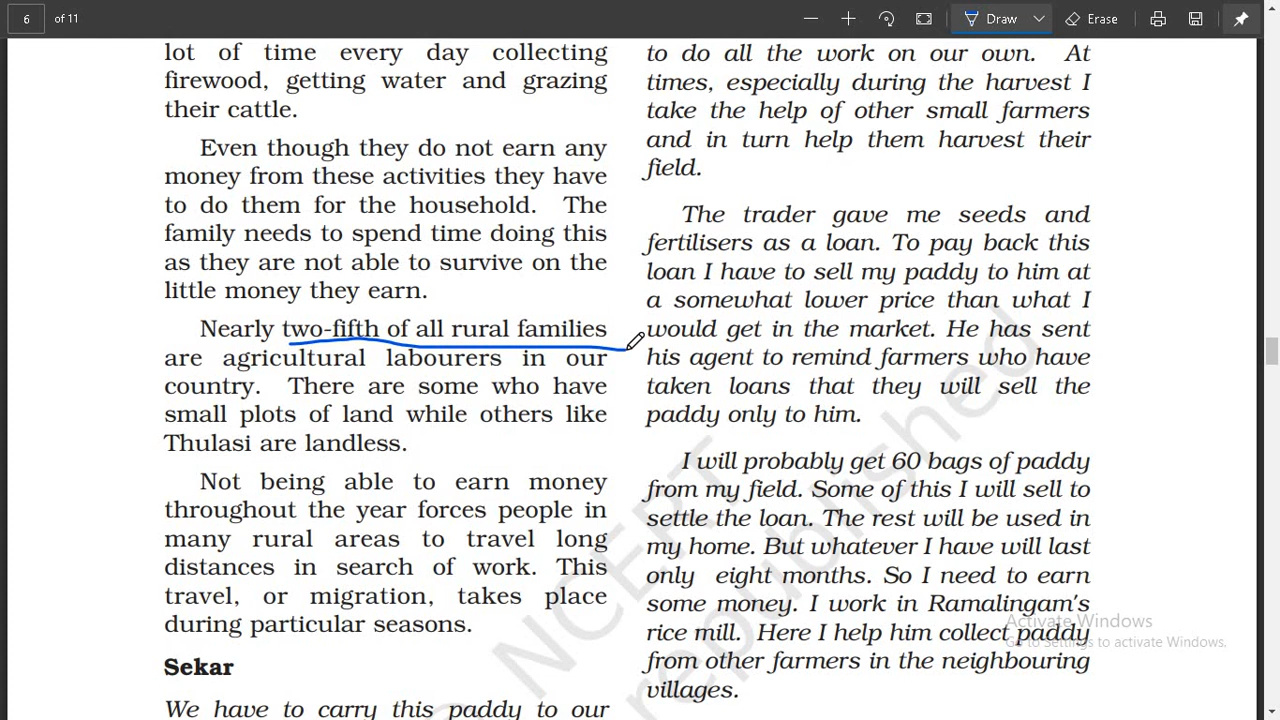 6 of 11
Draw
Erase
lot of time every day collecting
firewood, getting water and grazing
their cattle.
Even though they do not earn any
money from these activities they have
to do them for the household. The
family needs to spend time doing this
as they are not able to survive on the
little money they earn.
Nearly two-fifth of all rural families
are agricultural labourers in our
country. There are some who have
small plots of land while others like
Thulasi are landless.
Not being able to earn money
throughout the year forces people in
many rural areas to travel long
distances in search of work. This
travel, or migration, takes place
during particular seasons.
Sekar
We have to carry this paddy to our
to do all the work on our own. At
times, especially during the harvest I
take the help of other small farmers
and in turn help them harvest their
field.
The trader gave me seeds and
fertilisers as a loan. To pay back this
loan I have to sell my paddy to him at
a somewhat lower price than what I
would get in the market. He has sent
his agent to remind farmers who have
taken loans that they will sell the
paddy only to him.
I will probably get 60 bags of paddy
from my field. Some of this I will sell to
settle the loan. The rest will be used in
my home. But whatever I have will last
only eight months. So I need to earn
some money. I work in Ramalingam's
rice mill. Here I help him collect paddy
from other farmers in the neighbouring
villages.
NCERT
republished
Activate Windows
Go to Settings to activate Windows.